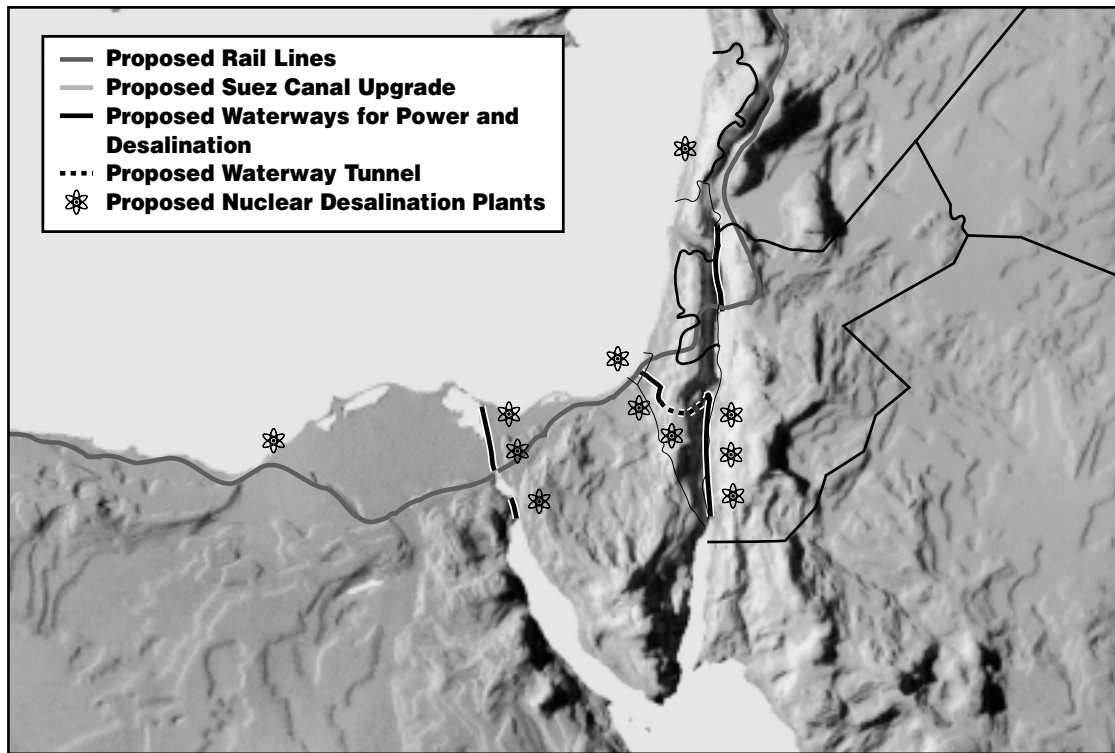 Proposed Rail Lines
Proposed Suez Canal Upgrade
Proposed Waterways for Power and
Desalination
Proposed Waterway Tunnel
Proposed Nuclear Desalination Plants